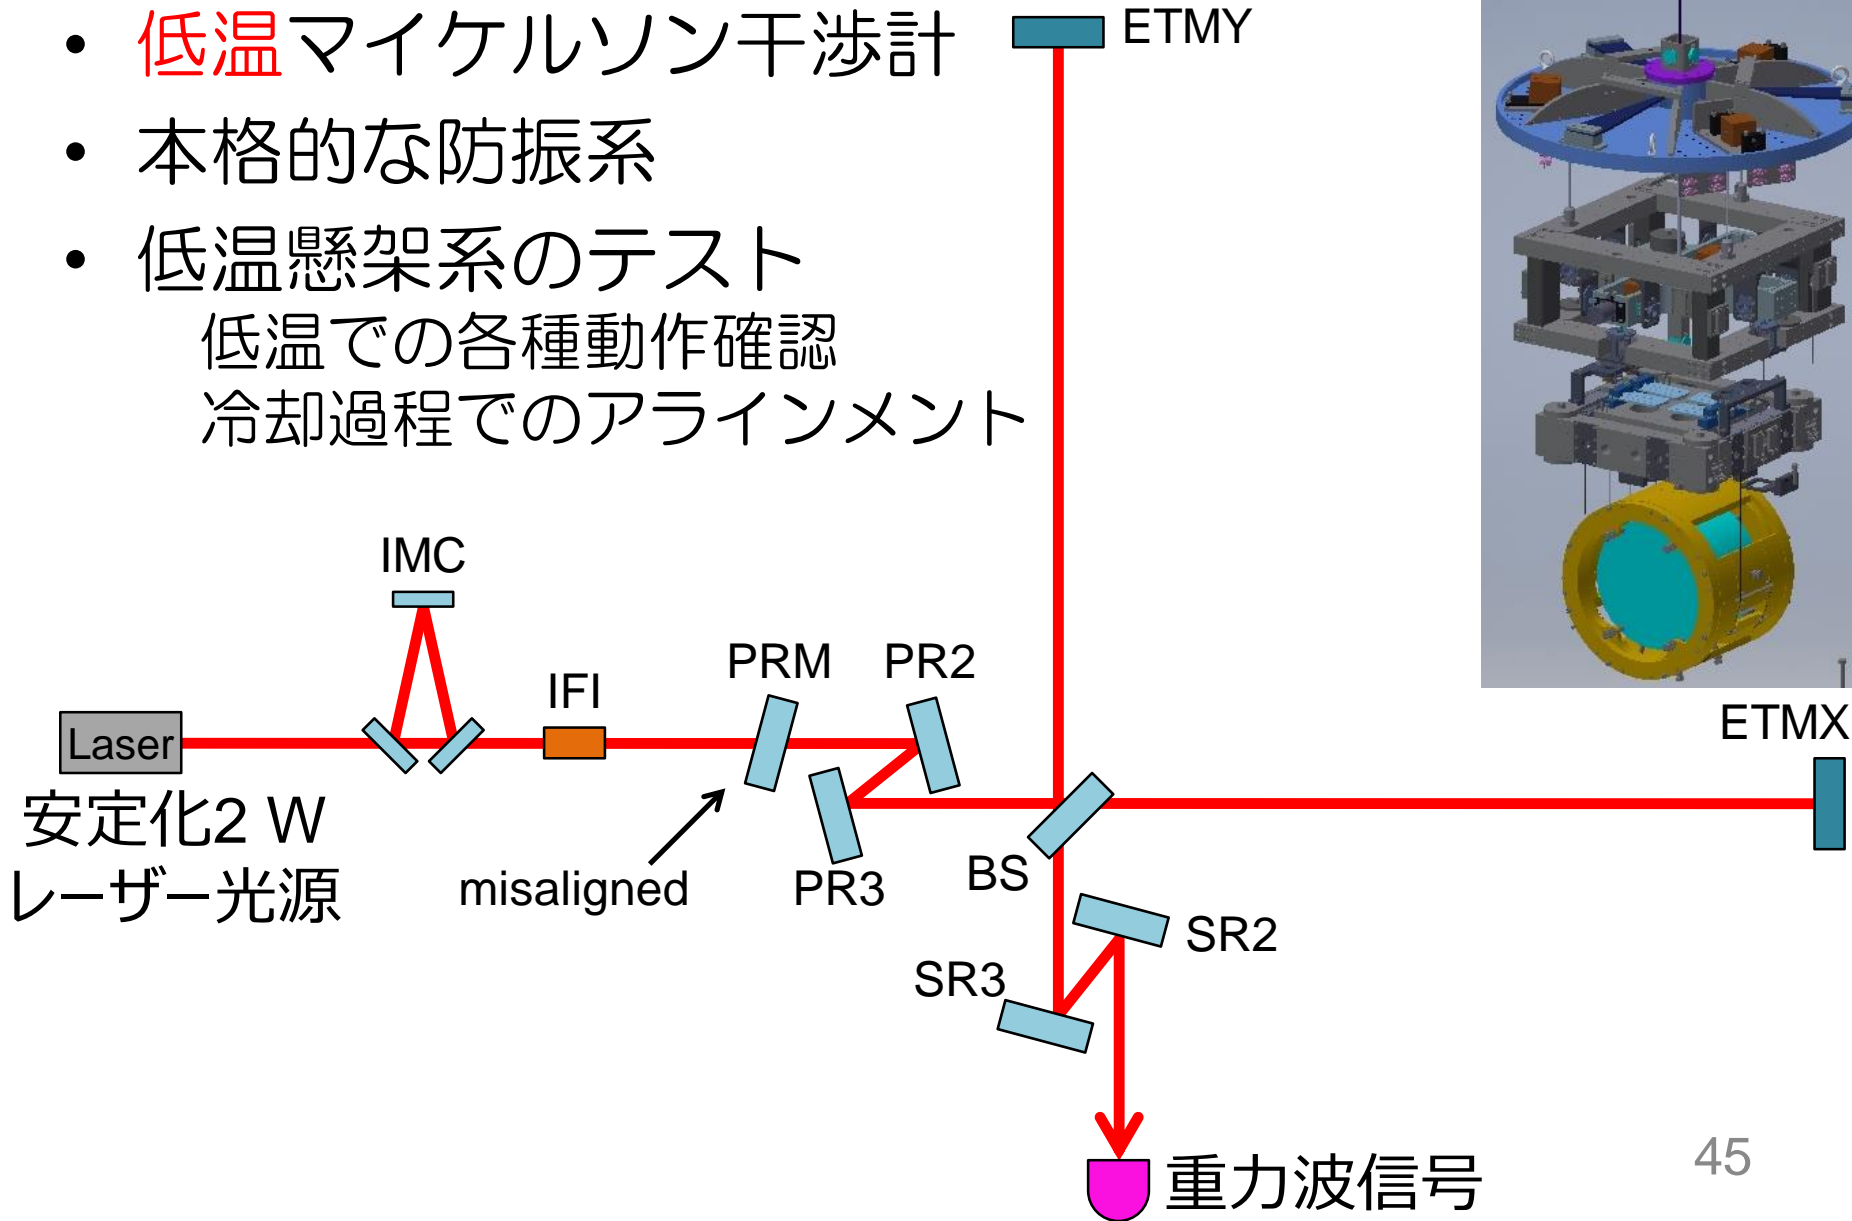 • 低温マイケルソン干渉計
• 本格的な防振系
• 低温懸架系のテスト
低温での各種動作確認
冷却過程でのアラインメント
ETMY
IMC
IFI
PRM
PR2
Laser
安定化2 W
レーザー光源
misaligned
PR3
BS
ETMX
SR2
SR3
重力波信号
45